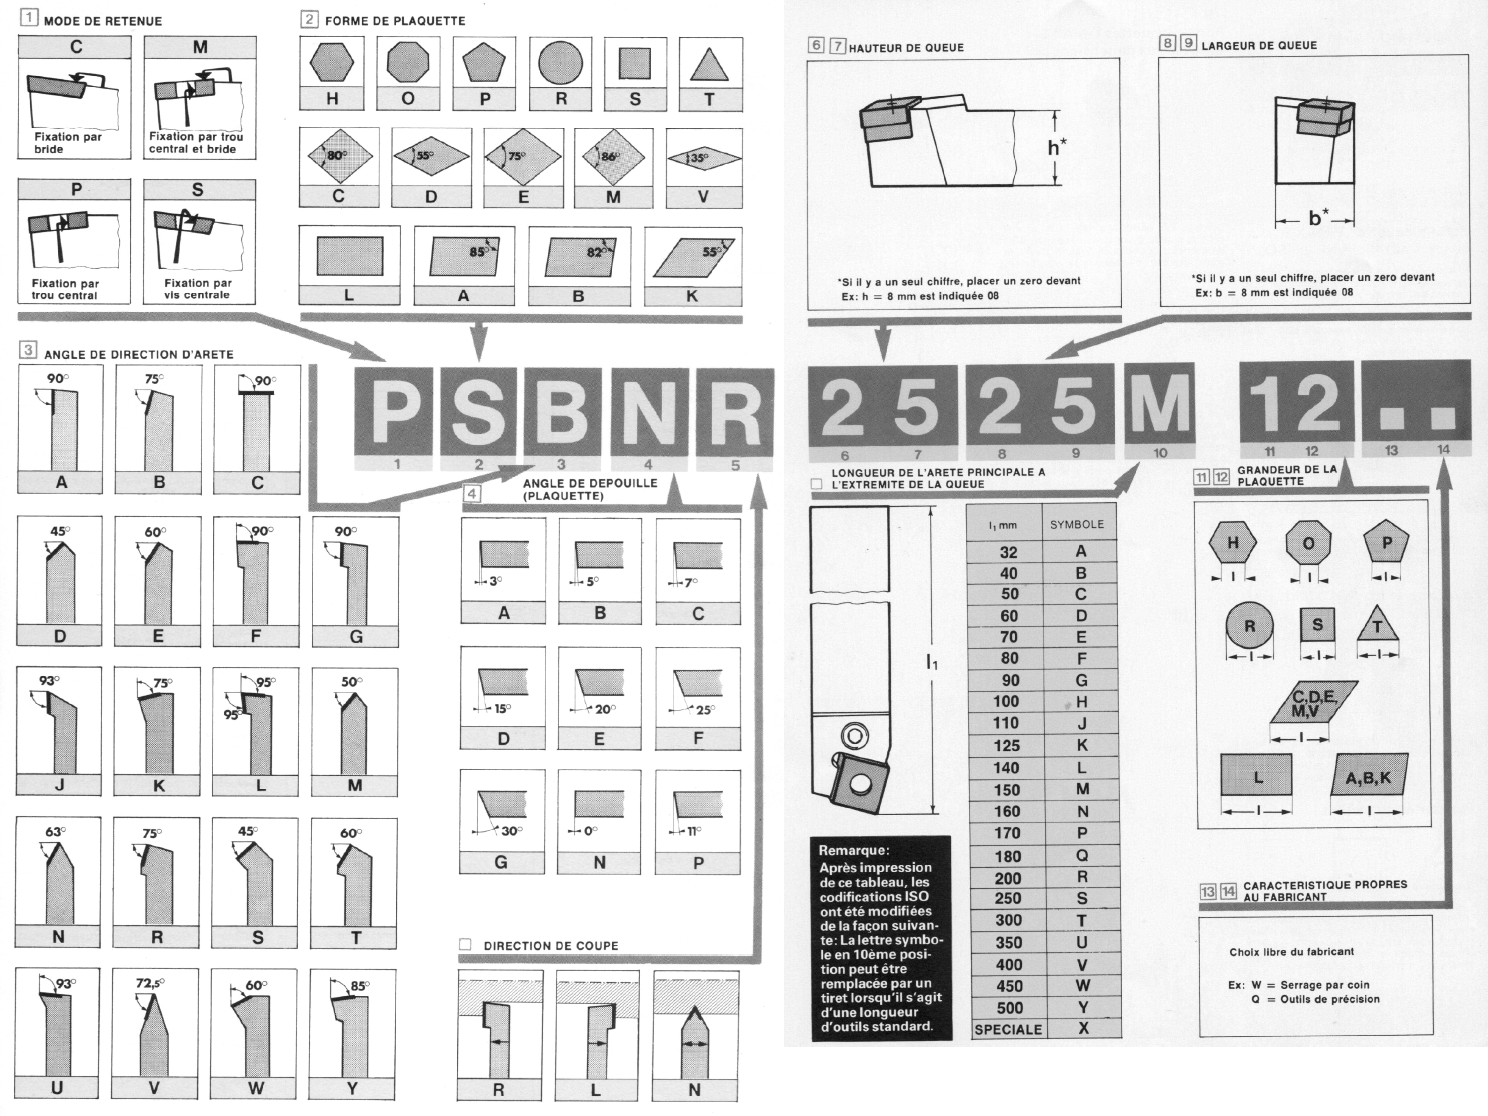 1 MODE DE RETENUE
C
M
Fixation par
bride
Fixation par trou
central et bride
P
S
Fixation par
trou central
Fixation par
vis centrale
2 FORME DE PLAQUETTE
H O P R S T
80° 55° 75° 86° 35°
C D E M V
85° 82° 55°
L A B K
3 ANGLE DE DIRECTION D'ARETE
90° 75° 90°
A B C
45° 60° 90° 90°
D E F G
93° 75° 95° 95° 50°
J K L M
63° 75° 45° 60°
N R S T
93° 72,5° 60° 85°
U V W Y
P S B N R
1 2 3 4 5
4 ANGLE DE DEPOUILLE
(PLAQUETTE)
3° 5° 7°
A B C
15° 20° 25°
D E F
30° 0° 11°
G N P
DIRECTION DE COUPE
R L N
6 7 HAUTEUR DE QUEUE
h*
*Si il y a un seul chiffre, placer un zero devant
Ex: h = 8 mm est indiquée 08
8 9 LARGEUR DE QUEUE
b*
*Si il y a un seul chiffre, placer un zero devant
Ex: b = 8 mm est indiquée 08
2 5 2 5 M 12
6 7 8 9 10 11 12 13 14
LONGUEUR DE L'ARETE PRINCIPALE A
L'EXTREMITE DE LA QUEUE
l1
l1 mm SYMBOLE
32 A
40 B
50 C
60 D
70 E
80 F
90 G
100 H
110 J
125 K
140 L
150 M
160 N
170 P
180 Q
200 R
250 S
300 T
350 U
400 V
450 W
500 Y
SPECIALE X
Remarque:
Après impression
de ce tableau, les
codifications ISO
ont été modifiées
de la façon suivan-
te: La lettre symbo-
le en 10ème posi-
tion peut être
remplacée par un
tiret lorsqu'il s'agit
d'une longueur
d'outils standard.
11 12 GRANDEUR DE LA
PLAQUETTE
H O P
l l l
R S T
l l l
C,D,E,
M,V
l
L A,B,K
l l
13 14 CARACTERISTIQUE PROPRES
AU FABRICANT
Choix libre du fabricant
Ex: W = Serrage par coin
Q = Outils de précision